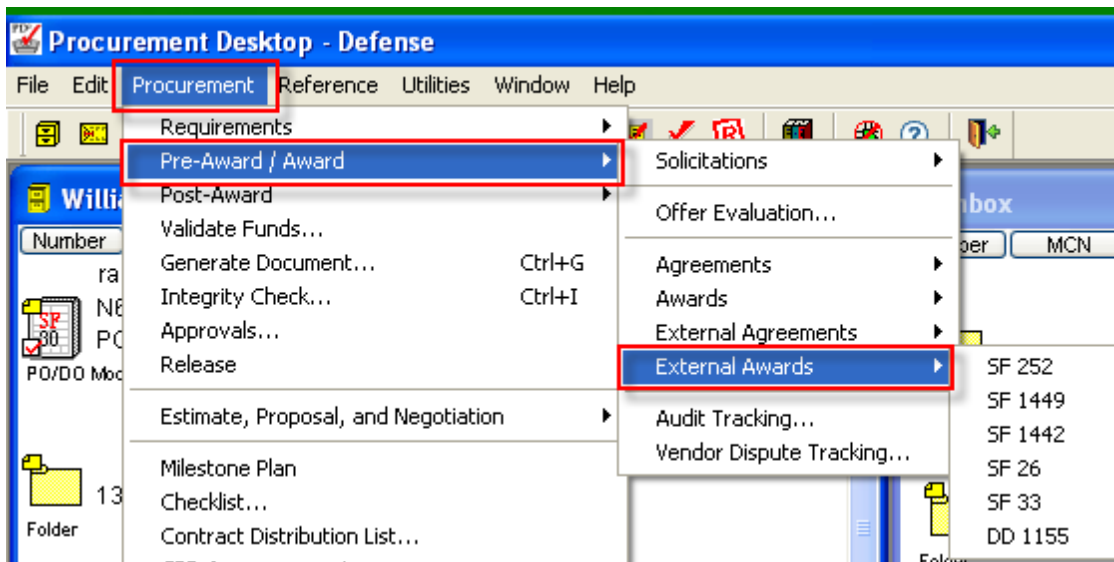 Procurement Desktop - Defense
File Edit Procurement Reference Utilities Window Help
Requirements
Pre-Award / Award
Post-Award
Validate Funds...
Generate Document... Ctrl+G
Integrity Check... Ctrl+I
Approvals...
Release
Estimate, Proposal, and Negotiation
Milestone Plan
Checklist...
Contract Distribution List...
Solicitations
Offer Evaluation...
Agreements
Awards
External Agreements
External Awards
Audit Tracking...
Vendor Dispute Tracking...
SF 252
SF 1449
SF 1442
SF 26
SF 33
DD 1155
Number
SF
30
PO/DO Mod
13
Folder
MCN